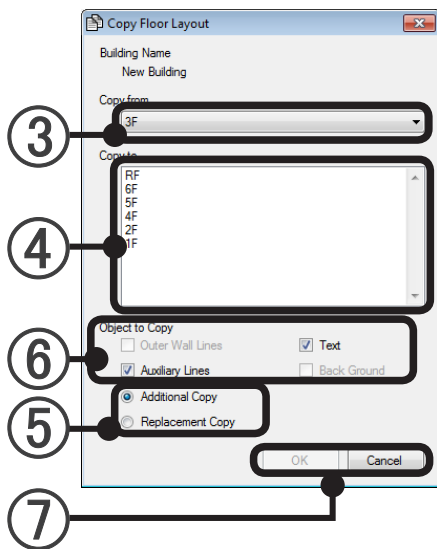 Copy Floor Layout
Building Name
New Building
Copy from
③ 3F
Copy to
RF
6F
5F
4F
④ 2F
1F
Object to Copy
Outer Wall Lines Text
⑥ Auxiliary Lines Back Ground
Additional Copy
⑤ Replacement Copy
OK Cancel
⑦